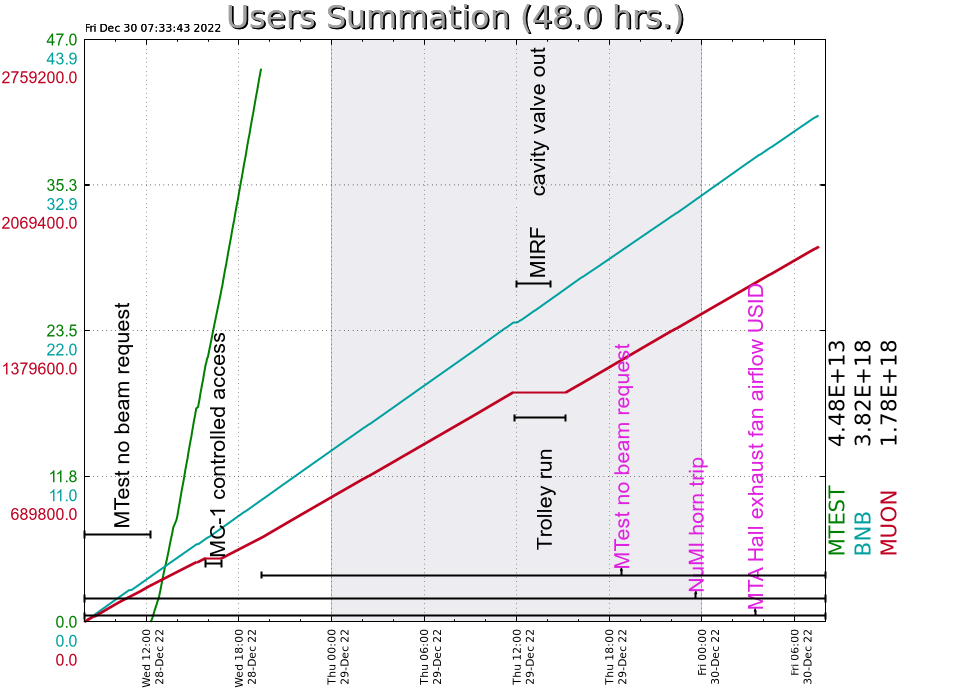 Users Summation (48.0 hrs.)
Fri Dec 30 07:33:43 2022
47.0
43.9
2759200.0
35.3
32.9
2069400.0
23.5
22.0
1379600.0
11.8
11.0
689800.0
0.0
0.0
0.0
MTest no beam request
MC-1 controlled access
MIRF
cavity valve out
Trolley run
MTest no beam request
NuMI horn trip
MTA Hall exhaust fan airflow USID
MTEST 4.48E+13
BNB 3.82E+18
MUON 1.78E+18
Wed 12:00
28-Dec 22
Wed 18:00
28-Dec 22
Thu 00:00
29-Dec 22
Thu 06:00
29-Dec 22
Thu 12:00
29-Dec 22
Thu 18:00
29-Dec 22
Fri 00:00
30-Dec 22
Fri 06:00
30-Dec 22